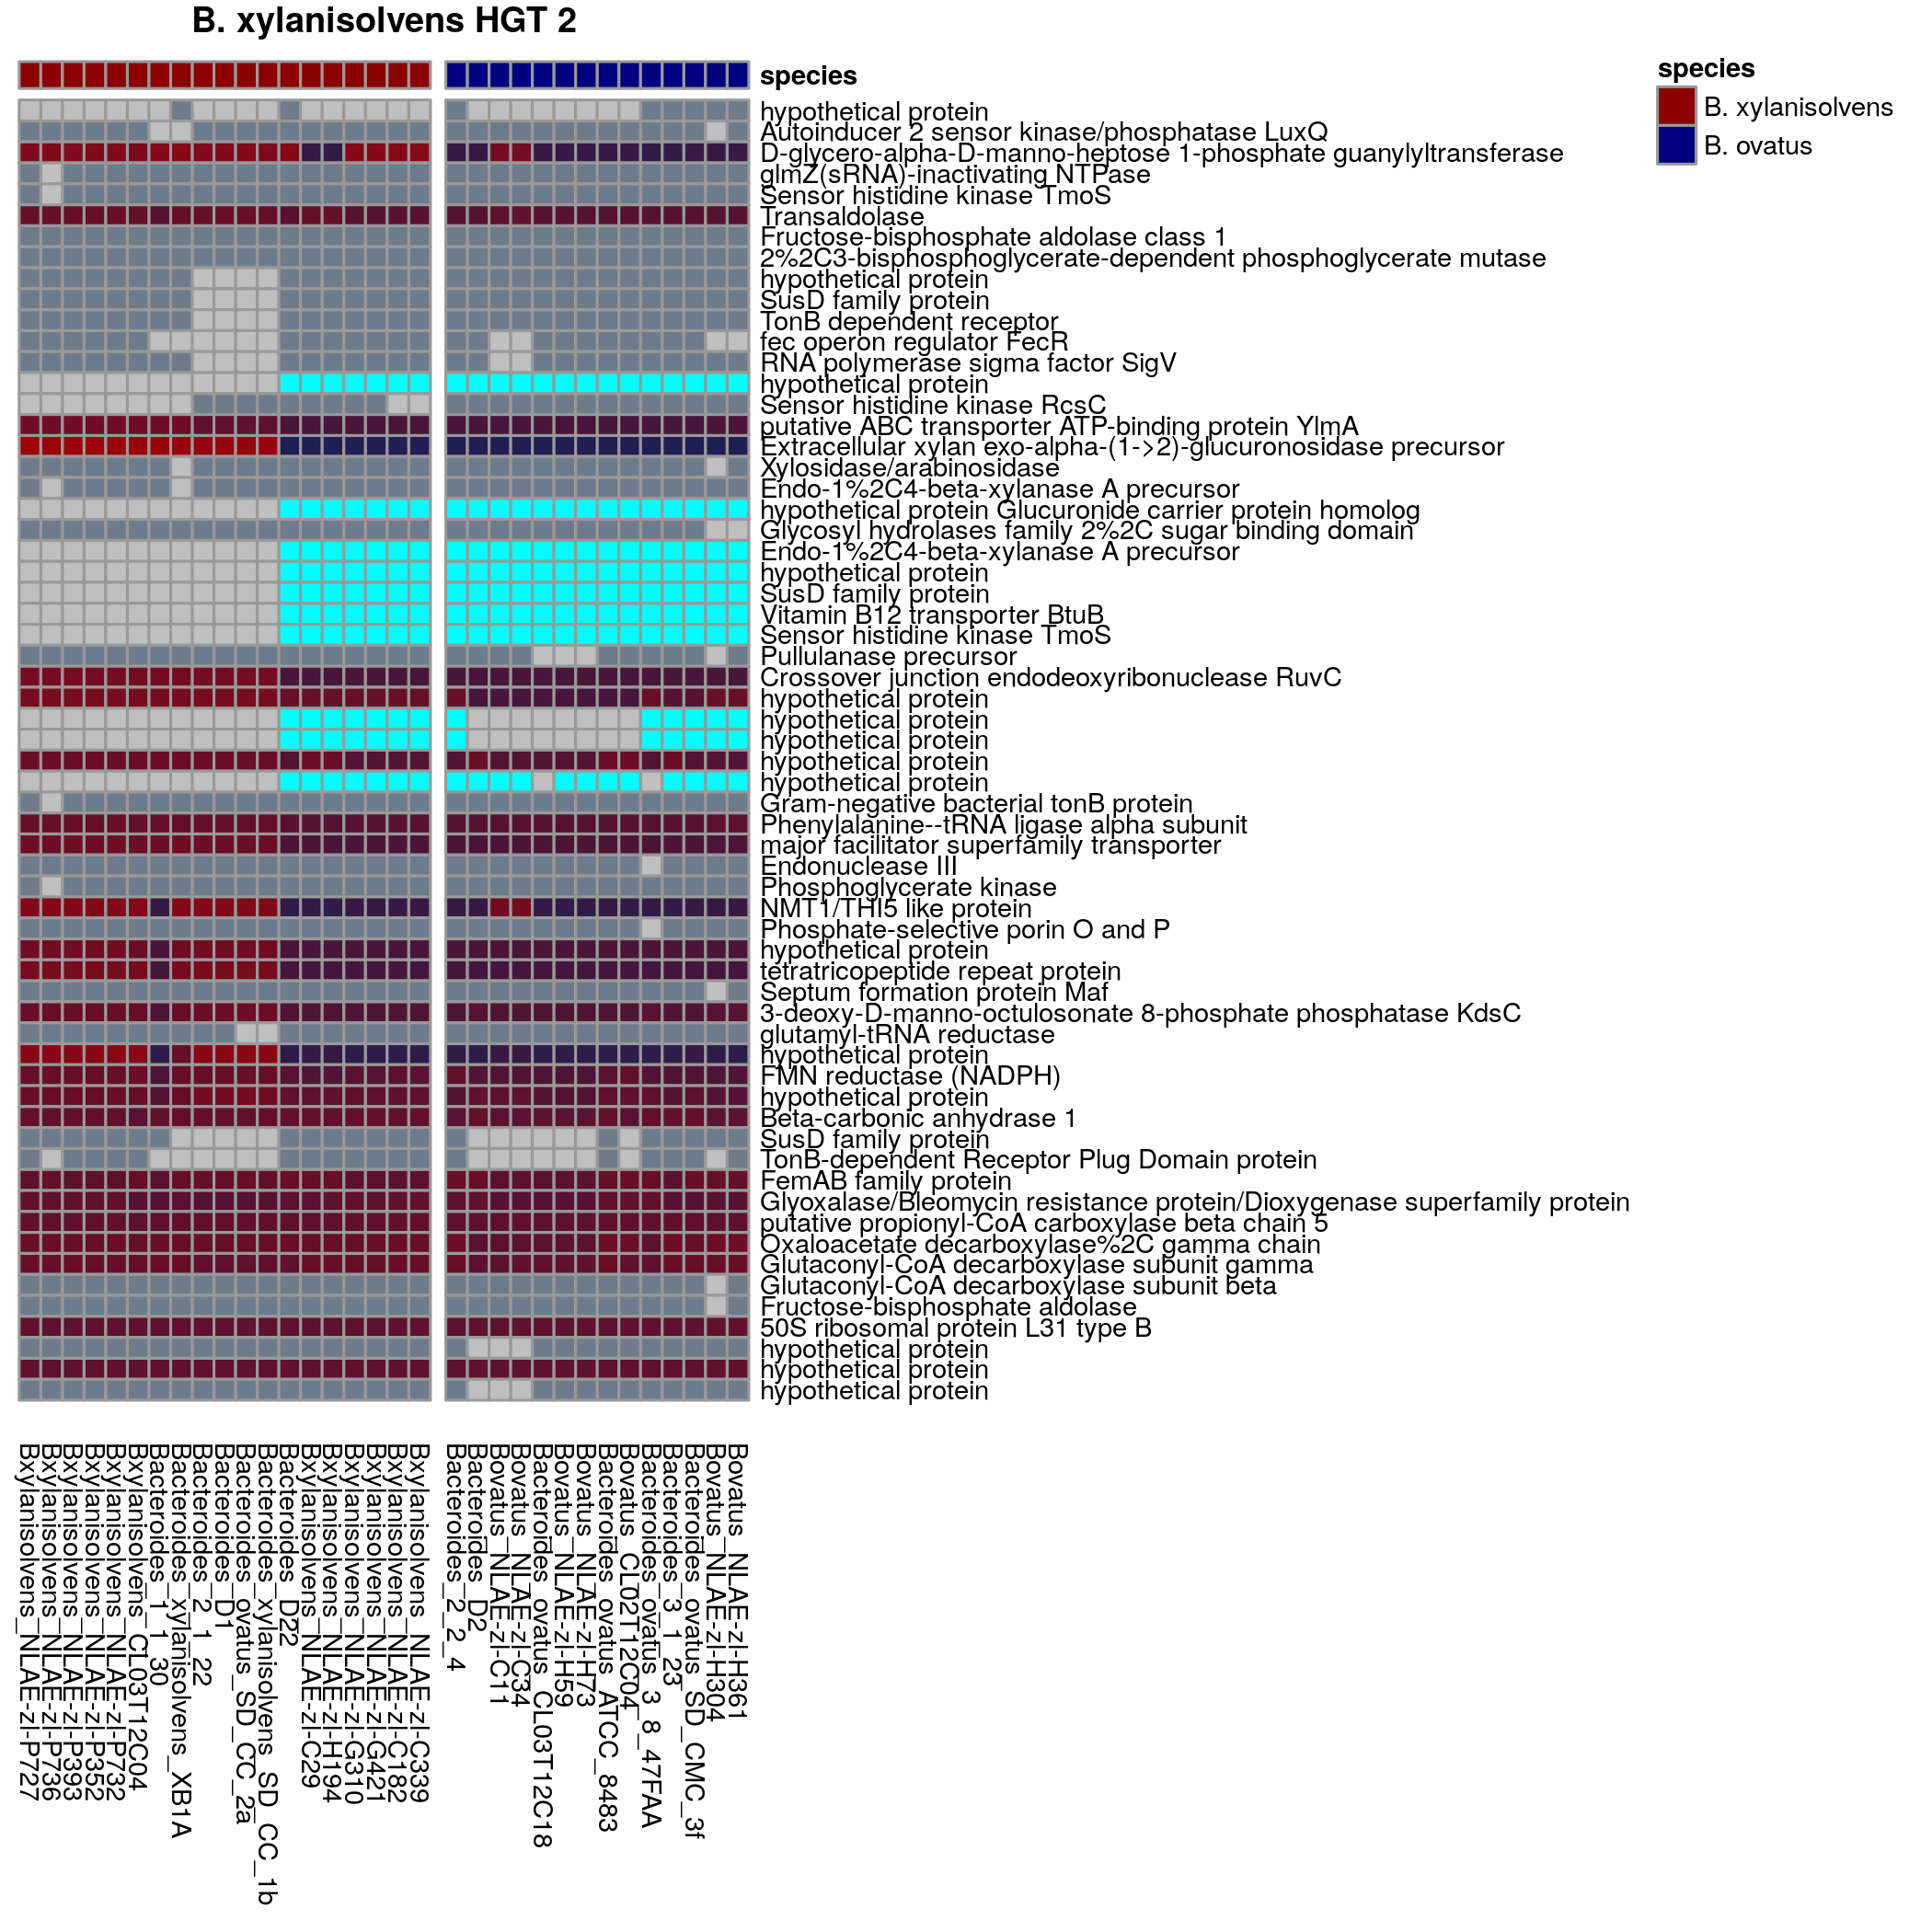 B. xylanisolvens HGT 2
species
species
B. xylanisolvens
B. ovatus
hypothetical protein
Autoinducer 2 sensor kinase/phosphatase LuxQ
D-glycero-alpha-D-manno-heptose 1-phosphate guanylyltransferase
glmZ(sRNA)-inactivating NTPase
Sensor histidine kinase TmoS
Transaldolase
Fructose-bisphosphate aldolase class 1
2%2C3-bisphosphoglycerate-dependent phosphoglycerate mutase
hypothetical protein
SusD family protein
TonB dependent receptor
fec operon regulator FecR
RNA polymerase sigma factor SigV
hypothetical protein
Sensor histidine kinase RcsC
putative ABC transporter ATP-binding protein YlmA
Extracellular xylan exo-alpha-(1->2)-glucuronosidase precursor
Xylosidase/arabinosidase
Endo-1%2C4-beta-xylanase A precursor
hypothetical protein Glucuronide carrier protein homolog
Glycosyl hydrolases family 2%2C sugar binding domain
Endo-1%2C4-beta-xylanase A precursor
hypothetical protein
SusD family protein
Vitamin B12 transporter BtuB
Sensor histidine kinase TmoS
Pullulanase precursor
Crossover junction endodeoxyribonuclease RuvC
hypothetical protein
hypothetical protein
hypothetical protein
hypothetical protein
hypothetical protein
Gram-negative bacterial tonB protein
Phenylalanine--tRNA ligase alpha subunit
major facilitator superfamily transporter
Endonuclease III
Phosphoglycerate kinase
NMT1/THI5 like protein
Phosphate-selective porin O and P
hypothetical protein
tetratricopeptide repeat protein
Septum formation protein Maf
3-deoxy-D-manno-octulosonate 8-phosphate phosphatase KdsC
glutamyl-tRNA reductase
hypothetical protein
FMN reductase (NADPH)
hypothetical protein
Beta-carbonic anhydrase 1
SusD family protein
TonB-dependent Receptor Plug Domain protein
FemAB family protein
Glyoxalase/Bleomycin resistance protein/Dioxygenase superfamily protein
putative propionyl-CoA carboxylase beta chain 5
Oxaloacetate decarboxylase%2C gamma chain
Glutaconyl-CoA decarboxylase subunit gamma
Glutaconyl-CoA decarboxylase subunit beta
Fructose-bisphosphate aldolase
50S ribosomal protein L31 type B
hypothetical protein
hypothetical protein
hypothetical protein
Bxylanisolvens_NLAE-zl-P727
Bxylanisolvens_NLAE-zl-P736
Bxylanisolvens_NLAE-zl-P393
Bxylanisolvens_NLAE-zl-P352
Bxylanisolvens_NLAE-zl-P732
Bxylanisolvens_CL03T12C04
Bacteroides_1_1_30
Bacteroides_xylanisolvens_XB1A
Bacteroides_2_1_22
Bacteroides_D1
Bacteroides_ovatus_SD_CC_2a
Bacteroides_xylanisolvens_SD_CC_1b
Bacteroides_D22
Bxylanisolvens_NLAE-zl-C29
Bxylanisolvens_NLAE-zl-H194
Bxylanisolvens_NLAE-zl-G310
Bxylanisolvens_NLAE-zl-G421
Bxylanisolvens_NLAE-zl-C182
Bxylanisolvens_NLAE-zl-C339
Bacteroides_2_2_4
Bacteroides_D2
Bovatus_NLAE-zl-C11
Bovatus_NLAE-zl-C34
Bacteroides_ovatus_CL03T12C18
Bovatus_NLAE-zl-H59
Bovatus_NLAE-zl-H73
Bacteroides_ovatus_ATCC_8483
Bovatus_CL02T12C04
Bacteroides_ovatus_3_8_47FAA
Bacteroides_3_1_23
Bacteroides_ovatus_SD_CMC_3f
Bovatus_NLAE-zl-H304
Bovatus_NLAE-zl-H361